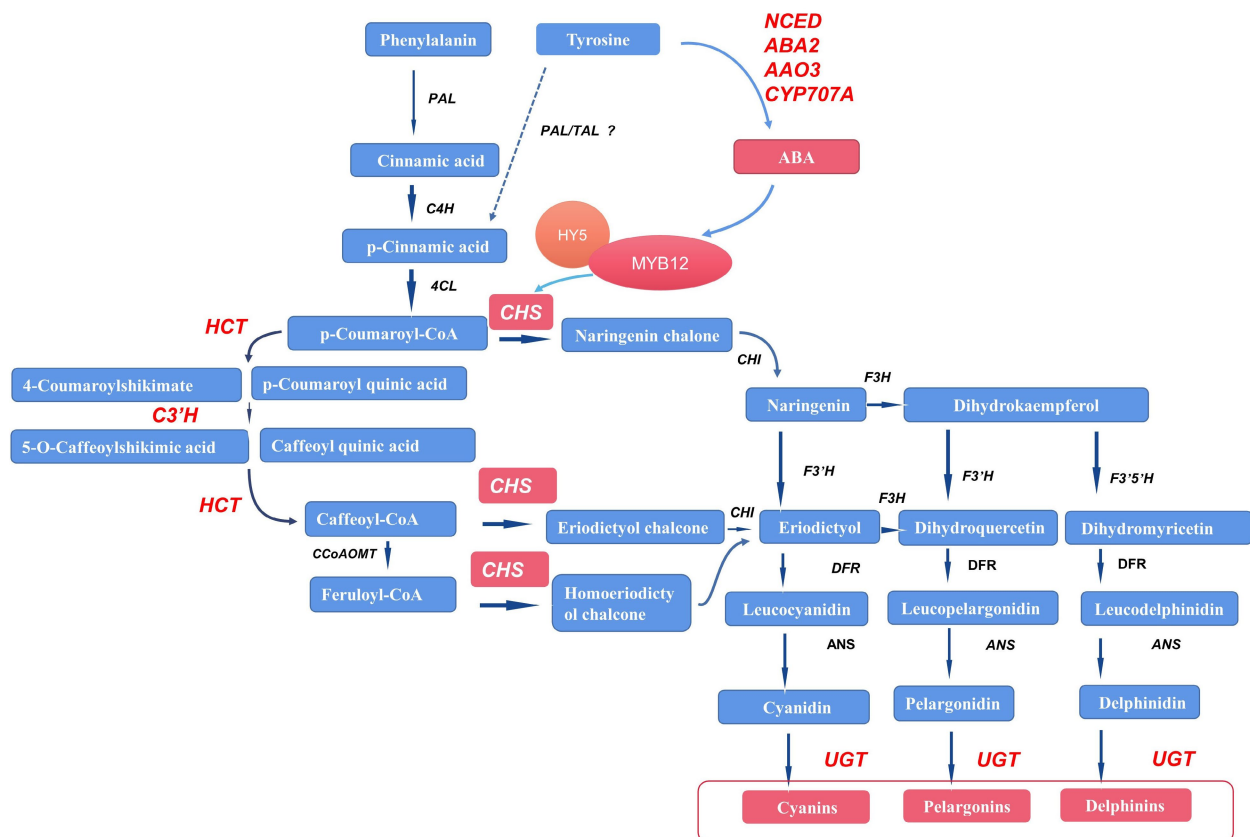 NCED
ABA2
AAO3
CYP707A
Phenylalanin
Tyrosine
PAL
PAL/TAL ?
Cinnamic acid
ABA
C4H
HY5
p-Cinnamic acid
MYB12
4CL
CHS
HCT
p-Coumaroyl-CoA
Naringenin chalone
CHI
4-Coumaroylshikimate
p-Coumaroyl quinic acid
F3H
Naringenin
Dihydrokaempferol
C3’H
5-O-Caffeoylshikimic acid
Caffeoyl quinic acid
F3’H
F3’H
F3’5’H
CHS
HCT
Caffeoyl-CoA
Eriodictyol chalcone
CHI
Eriodictyol
F3H
Dihydroquercetin
Dihydromyricetin
CCoAOMT
CHS
DFR
DFR
DFR
Feruloyl-CoA
Homoeriodicty
ol chalcone
Leucocyanidin
Leucopelargonidin
Leucodelphinidin
ANS
ANS
ANS
Cyanidin
Pelargonidin
Delphinidin
UGT
UGT
UGT
Cyanins
Pelargonins
Delphinins